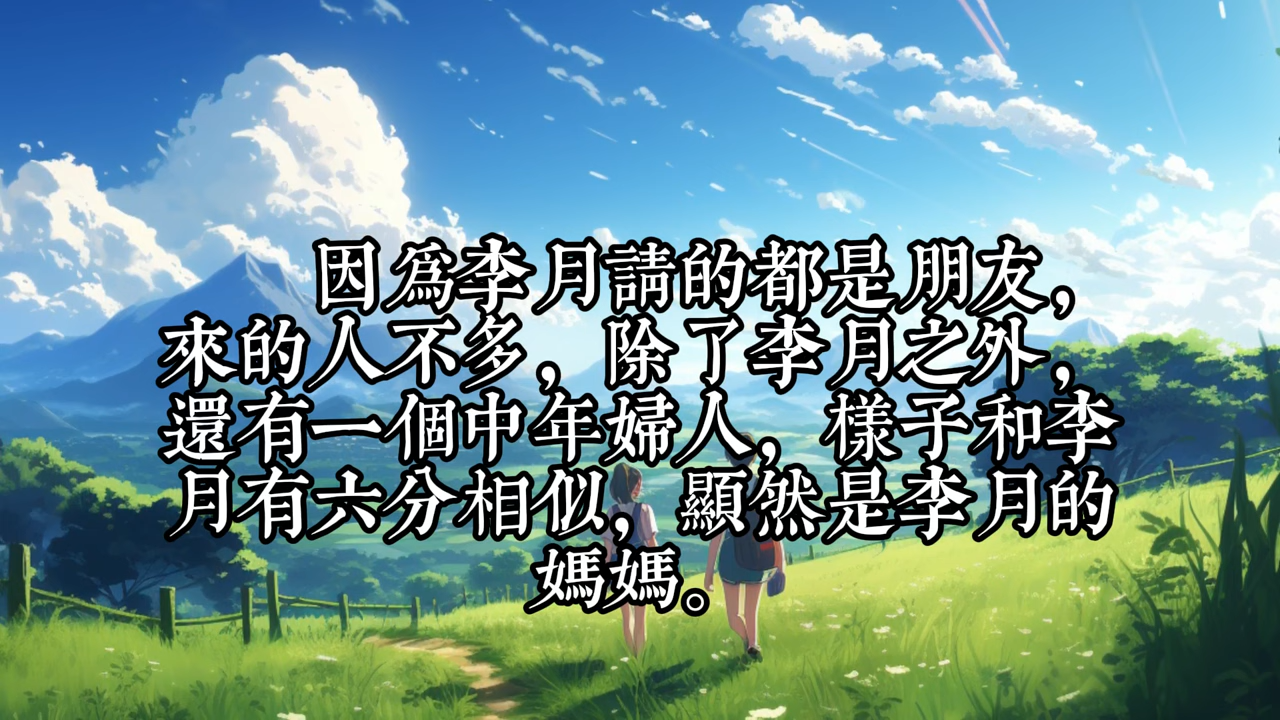 因爲李月請的都是朋友，
來的人不多，除了李月之外，
還有一個中年婦人，樣子和李
月有六分相似，顯然是李月的
媽媽。